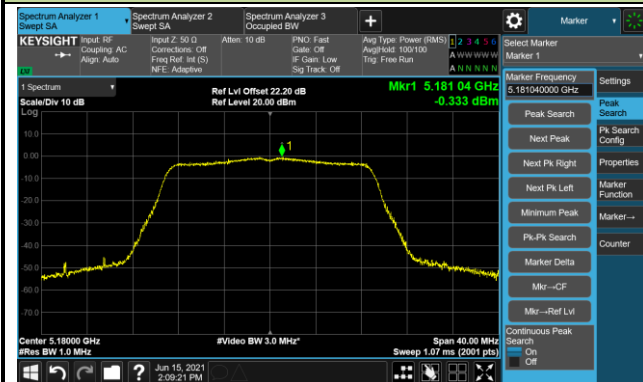 Spectrum Analyzer 1
Swept SA
Spectrum Analyzer 2
Swept SA
Spectrum Analyzer 3
Occupied BW
+
Marker
KEYSIGHT
Input: RF
Coupling: AC
Align: Auto
Input Z: 50 Ω
Corrections: Off
Freq Ref: Int (S)
NFE: Adaptive
Atten: 10 dB
PNO: Fast
Gate: Off
IF Gain: Low
Sig Track: Off
Avg Type: Power (RMS)
Avg|Hold: 100/100
Trig: Free Run
1 2 3 4 5 6
A W W W W W
A N N N N N
Select Marker
Marker 1
LXI
1 Spectrum
Scale/Div 10 dB
Log
Ref Lvl Offset 22.20 dB
Ref Level 20.00 dBm
Mkr1 5.181 04 GHz
-0.333 dBm
10.0
0.00
-10.0
-20.0
-30.0
-40.0
-50.0
-60.0
-70.0
1
Center 5.18000 GHz
#Res BW 1.0 MHz
#Video BW 3.0 MHz*
Span 40.00 MHz
Sweep 1.07 ms (2001 pts)
Marker Frequency
5.181040000 GHz
Peak Search
Next Peak
Next Pk Right
Next Pk Left
Minimum Peak
Pk-Pk Search
Marker Delta
Mkr→CF
Mkr→Ref Lvl
Continuous Peak
Search
On
Off
Settings
Peak
Search
Pk Search
Config
Properties
Marker
Function
Marker→
Counter
?
Jun 15, 2021
2:09:21 PM